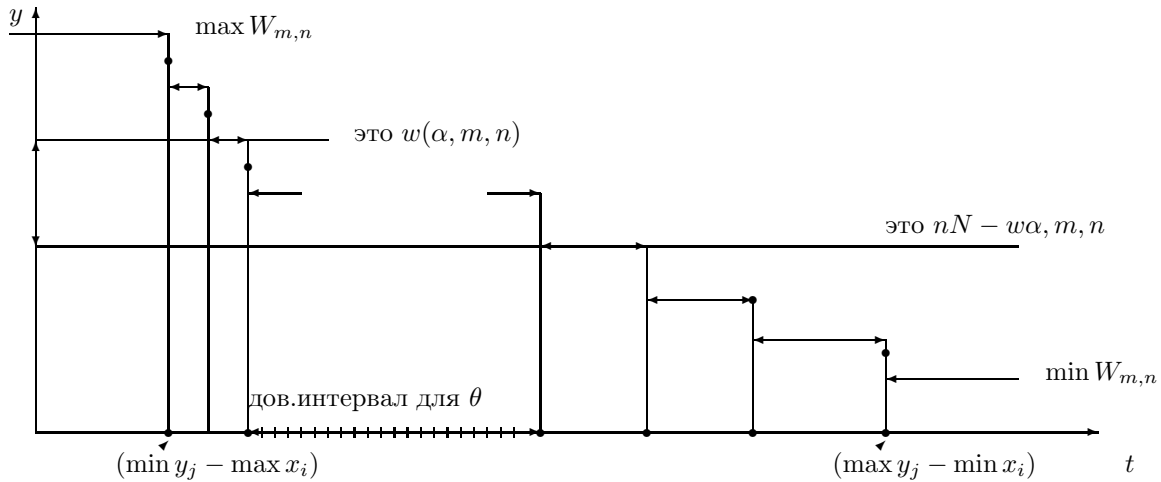 y
max W_{m,n}
это w(α, m, n)
это nN − wα, m, n
min W_{m,n}
дов.интервал для θ
(min y_j − max x_i)
(max y_j − min x_i)
t